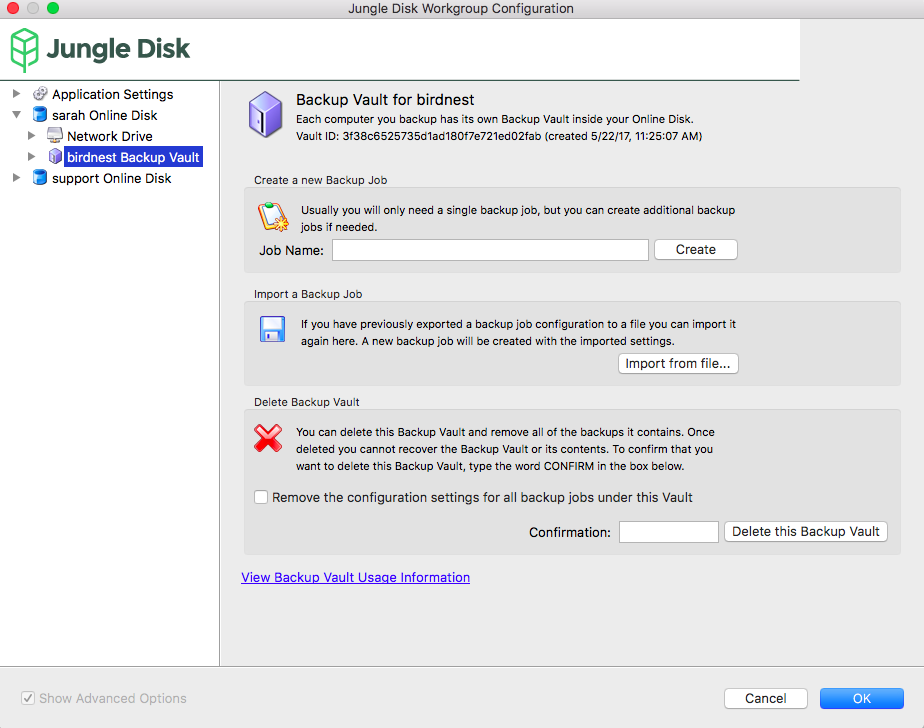 Jungle Disk Workgroup Configuration
Jungle Disk
Application Settings
sarah Online Disk
Network Drive
birdnest Backup Vault
support Online Disk
Backup Vault for birdnest
Each computer you backup has its own Backup Vault inside your Online Disk.
Vault ID: 3f38c6525735d1ad180f7e721ed02fab (created 5/22/17, 11:25:07 AM)
Create a new Backup Job
Usually you will only need a single backup job, but you can create additional backup
jobs if needed.
Job Name:
Create
Import a Backup Job
If you have previously exported a backup job configuration to a file you can import it
again here. A new backup job will be created with the imported settings.
Import from file...
Delete Backup Vault
You can delete this Backup Vault and remove all of the backups it contains. Once
deleted you cannot recover the Backup Vault or its contents. To confirm that you
want to delete this Backup Vault, type the word CONFIRM in the box below.
Remove the configuration settings for all backup jobs under this Vault
Confirmation:
Delete this Backup Vault
View Backup Vault Usage Information
Show Advanced Options
Cancel
OK